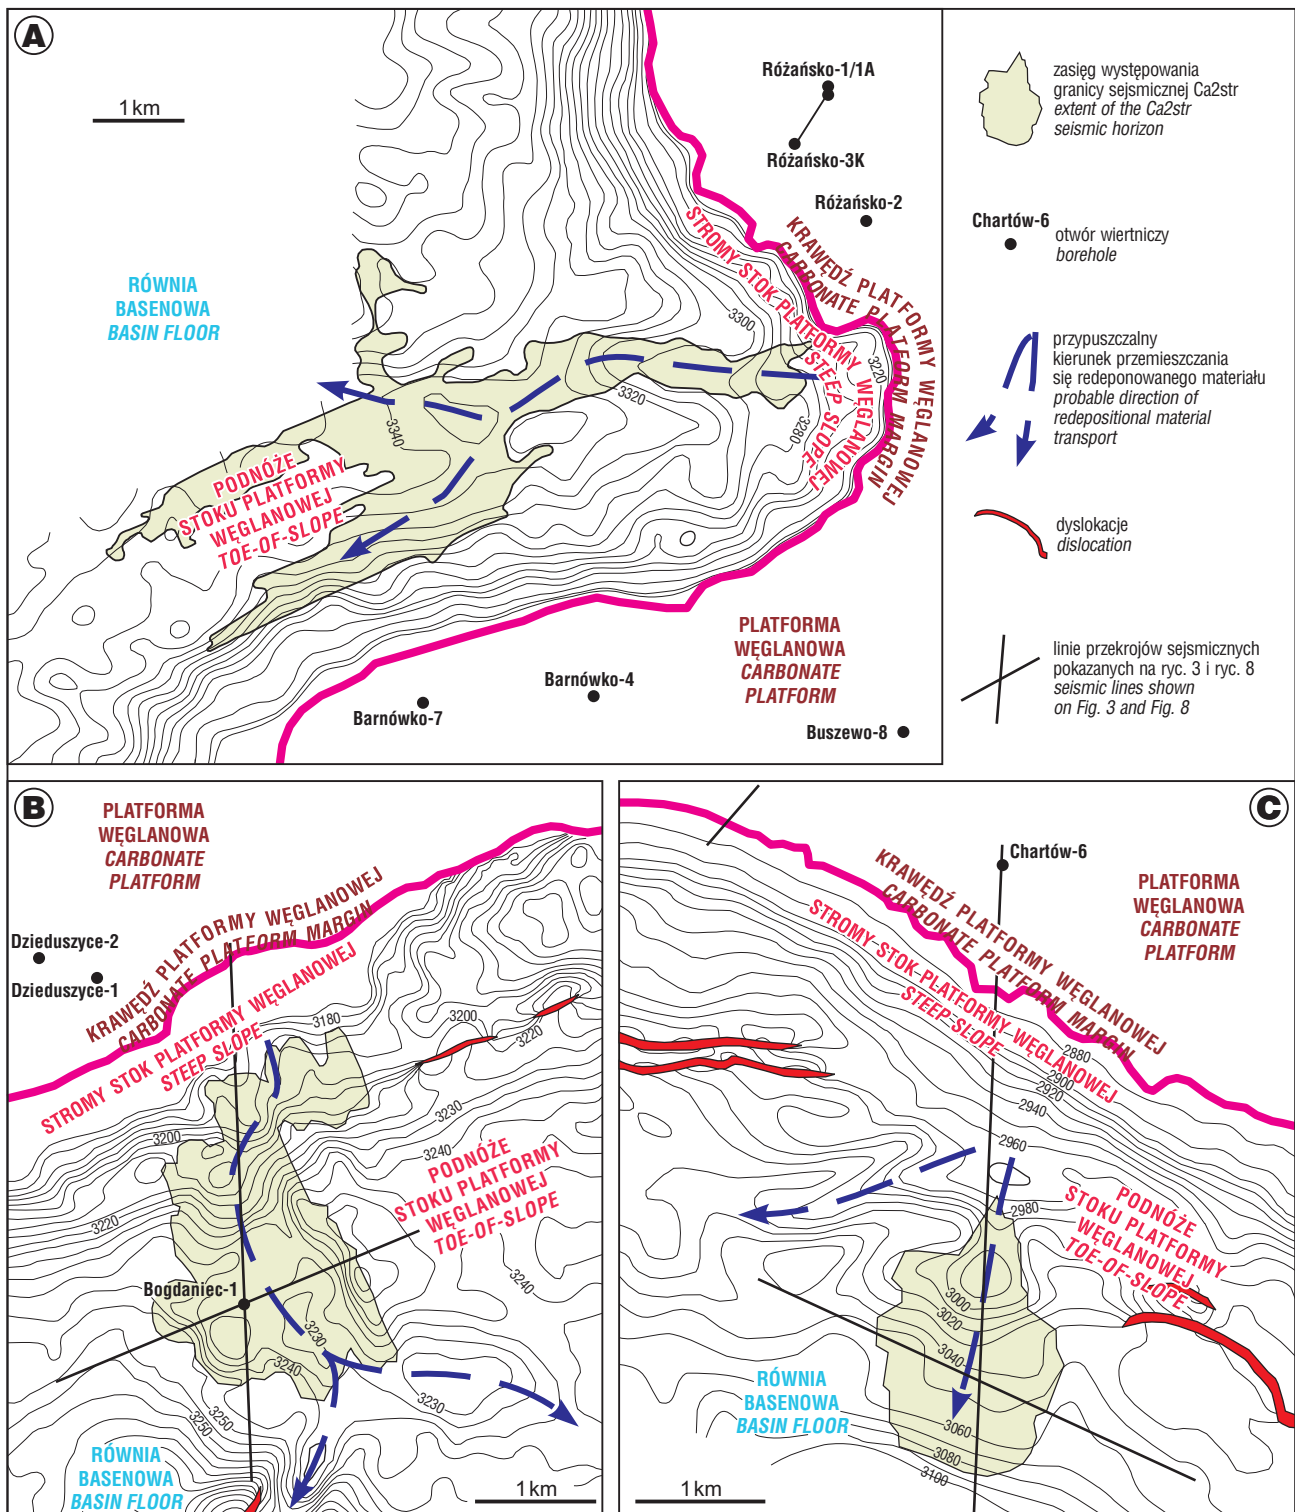 A
1 km
Różańsko-1/1A
Różańsko-3K
Różańsko-2
KRAWĘDŹ PLATFORMY WĘGLANOWEJ
CARBONATE PLATFORM MARGIN
STROMY STOK PLATFORMY WĘGLANOWEJ
STEEP SLOPE
RÓWNIA
BASENOWA
BASIN FLOOR
3300
3220
3320
3280
3340
PODNÓŻE
STOKU PLATFORMY
WĘGLANOWEJ
TOE-OF-SLOPE
PLATFORMA
WĘGLANOWA
CARBONATE
PLATFORM
Barnówko-4
Barnówko-7
Buszewo-8
zasięg występowania
granicy sejsmicznej Ca2str
extent of the Ca2str
seismic horizon
Chartów-6
otwór wiertniczy
borehole
przypuszczalny
kierunek przemieszczania
się redeponowanego materiału
probable direction of
redepositional material
transport
dyslokacje
dislocation
linie przekrojów sejsmicznych
pokazanych na ryc. 3 i ryc. 8
seismic lines shown
on Fig. 3 and Fig. 8
B
PLATFORMA
WĘGLANOWA
CARBONATE
PLATFORM
Dzieduszyce-2
Dzieduszyce-1
KRAWĘDŹ PLATFORMY WĘGLANOWEJ
CARBONATE PLATFORM MARGIN
STROMY STOK PLATFORMY WĘGLANOWEJ
STEEP SLOPE
3180
3200
3220
3230
3200
3240
3220
PODNÓŻE
STOKU PLATFORMY
WĘGLANOWEJ
TOE-OF-SLOPE
3240
Bogdaniec-1
3230
3240
3230
3250
3250
RÓWNIA
BASENOWA
BASIN FLOOR
1 km
C
Chartów-6
PLATFORMA
WĘGLANOWA
CARBONATE
PLATFORM
KRAWĘDŹ PLATFORMY WĘGLANOWEJ
CARBONATE PLATFORM MARGIN
STROMY STOK PLATFORMY WĘGLANOWEJ
STEEP SLOPE
2880
2900
2920
2940
2960
2980
PODNÓŻE
STOKU PLATFORMY
WĘGLANOWEJ
TOE-OF-SLOPE
3000
3020
3040
RÓWNIA
BASENOWA
BASIN FLOOR
3060
3080
3100
1 km